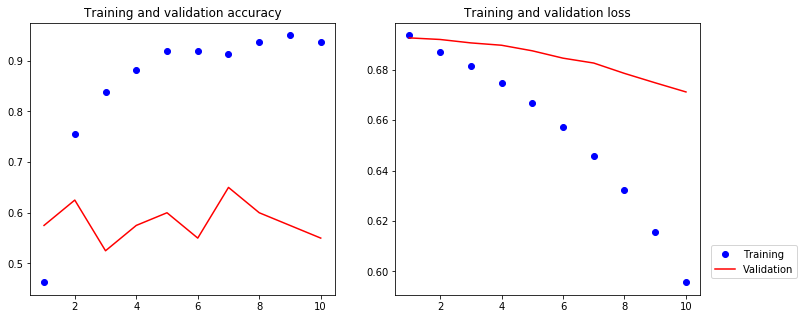 Training and validation accuracy
0.9
0.8
0.7
0.6
0.5
2 4 6 8 10
Training and validation loss
0.68
0.66
0.64
0.62
0.60
2 4 6 8 10
Training
Validation